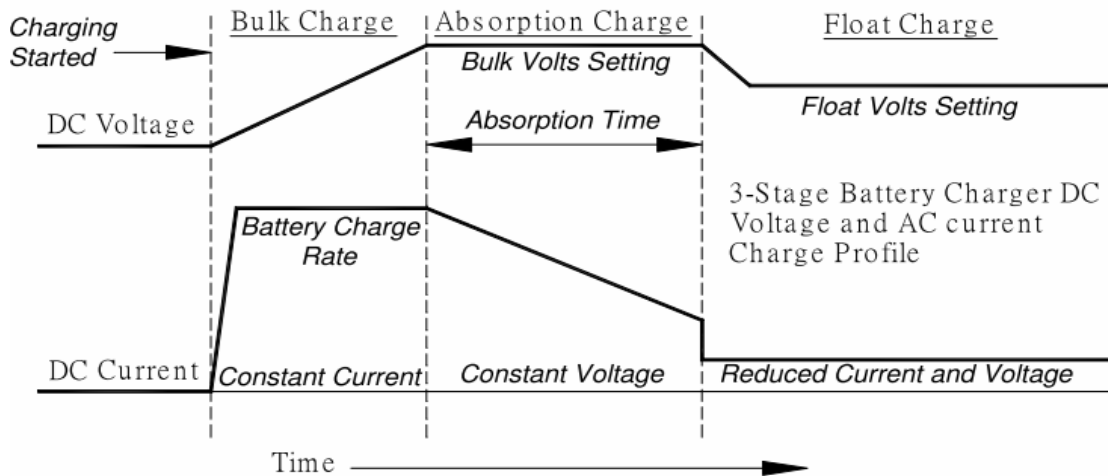 Charging
Started
Bulk Charge
Absorption Charge
Float Charge
Bulk Volts Setting
Float Volts Setting
DC Voltage
Absorption Time
3-Stage Battery Charger DC
Voltage and AC current
Charge Profile
Battery Charge
Rate
DC Current
Constant Current
Constant Voltage
Reduced Current and Voltage
Time